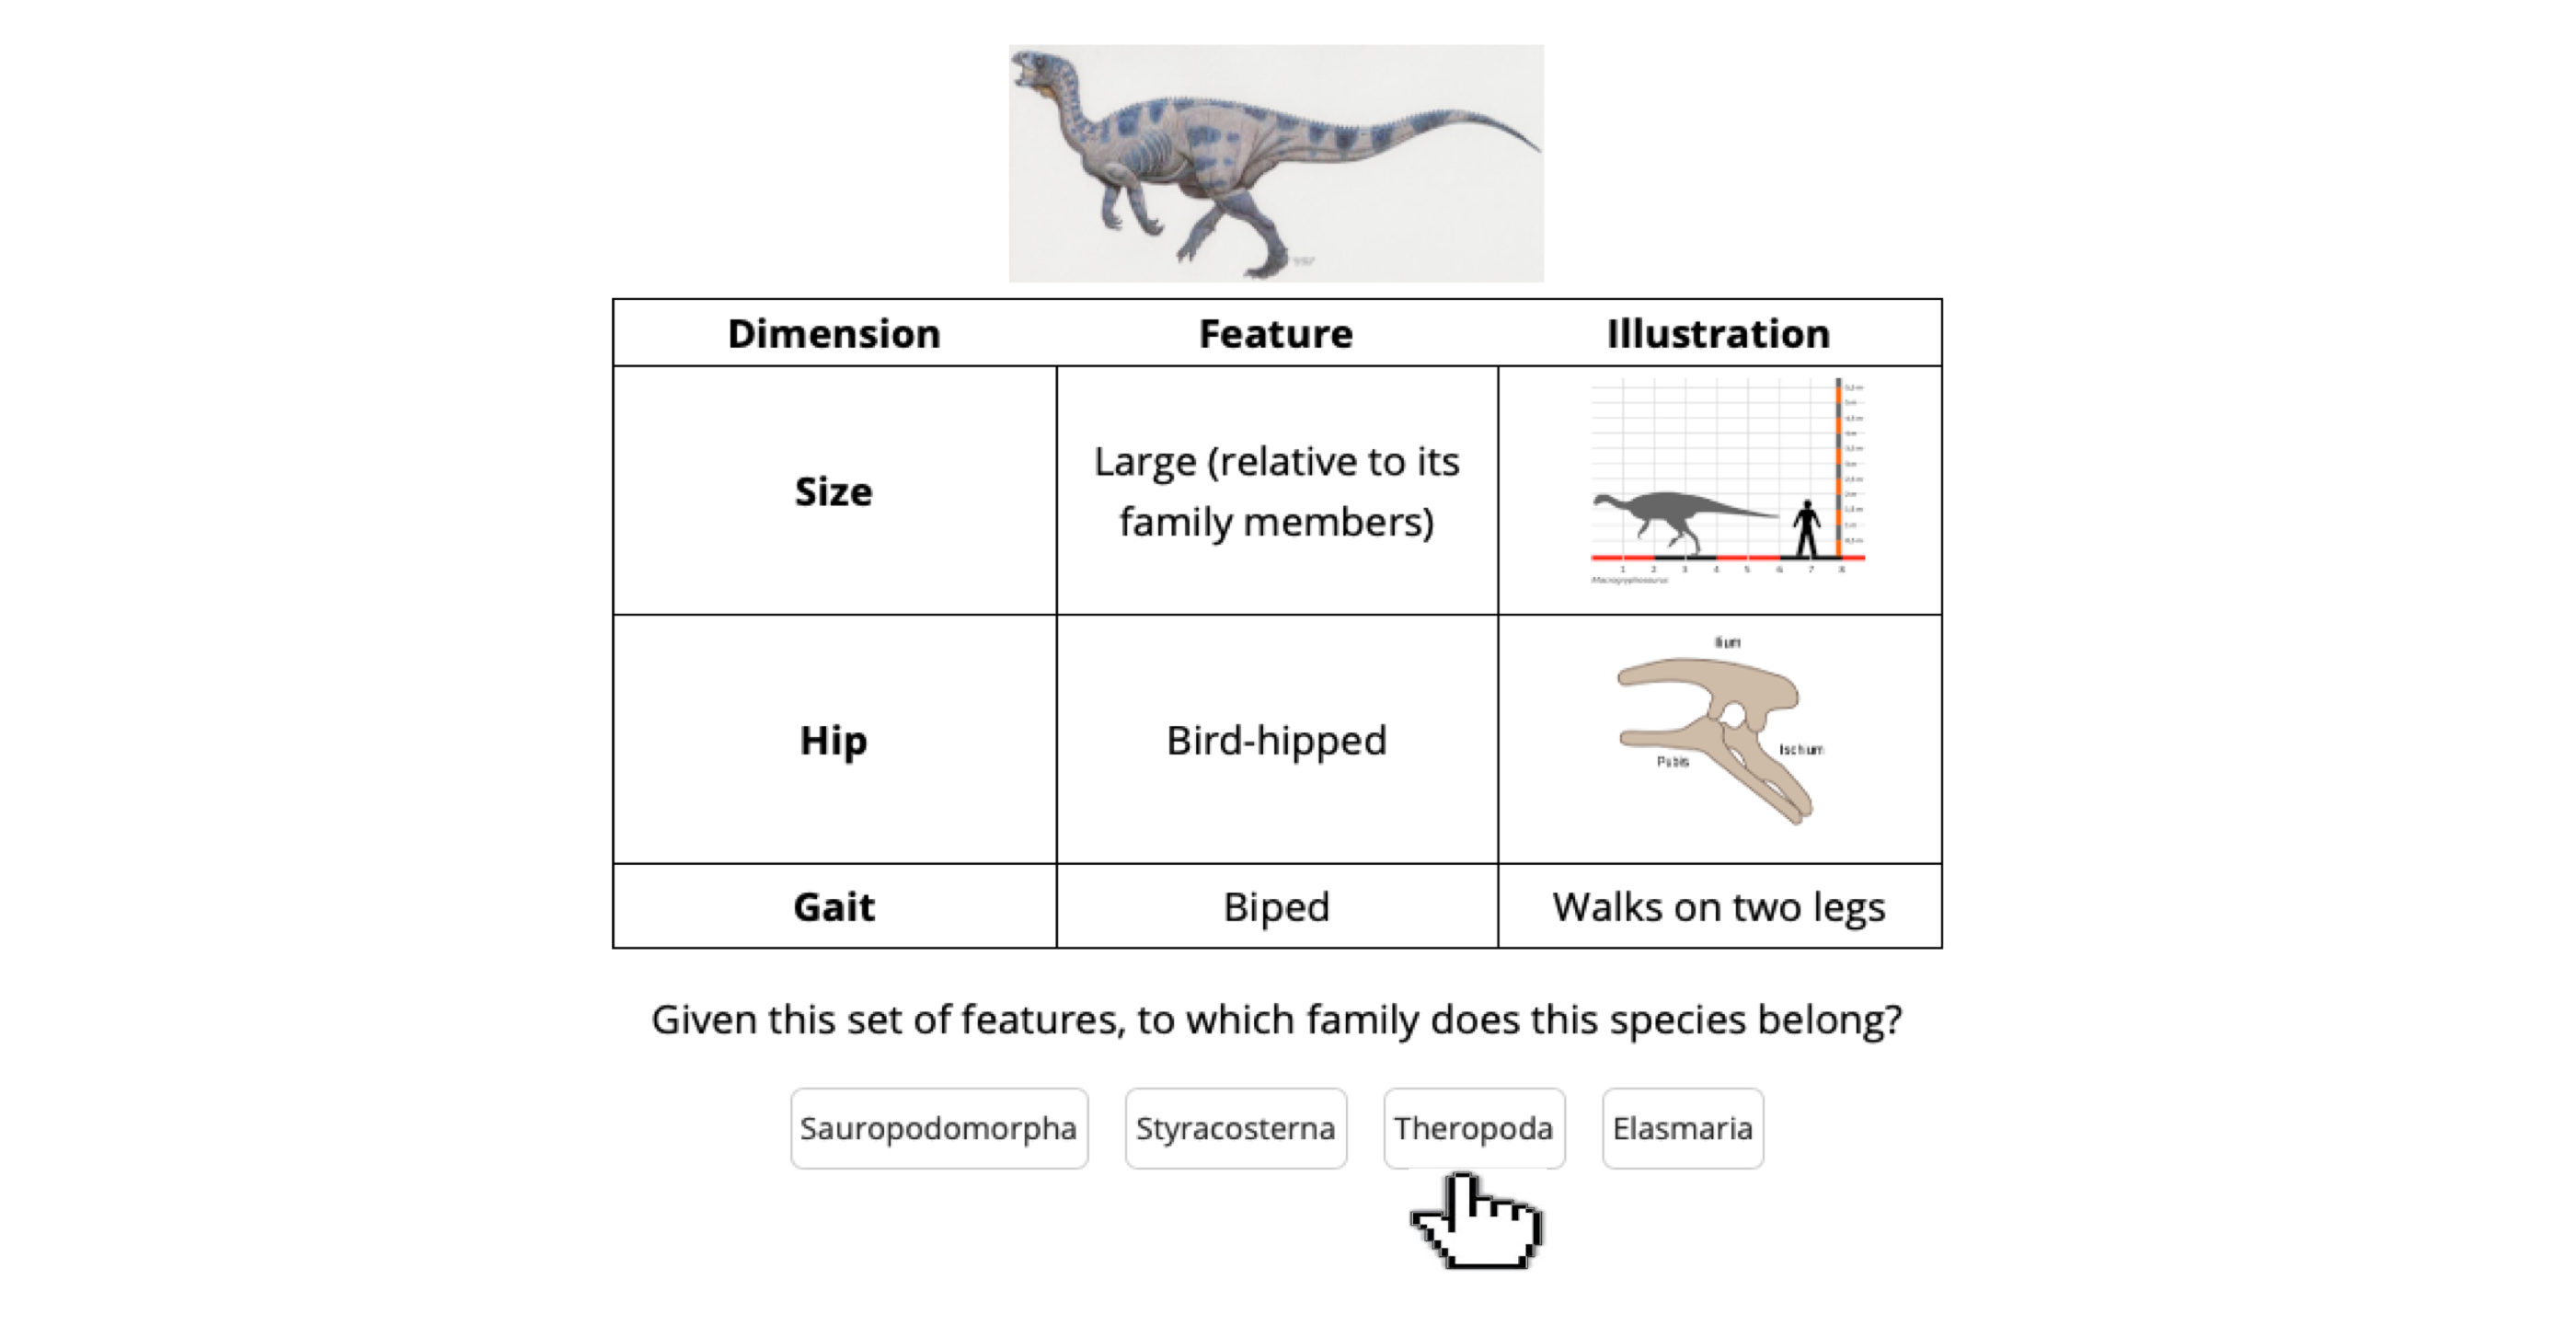 Dimension Feature Illustration
Size
Large (relative to its
family members)
Macrogryphosaurus
1 2 3 4 5 6 7 8
Hip
Bird-hipped
Ilium
Pubis
Ischium
Gait Biped Walks on two legs
Given this set of features, to which family does this species belong?
Sauropodomorpha Styracosterna Theropoda Elasmaria